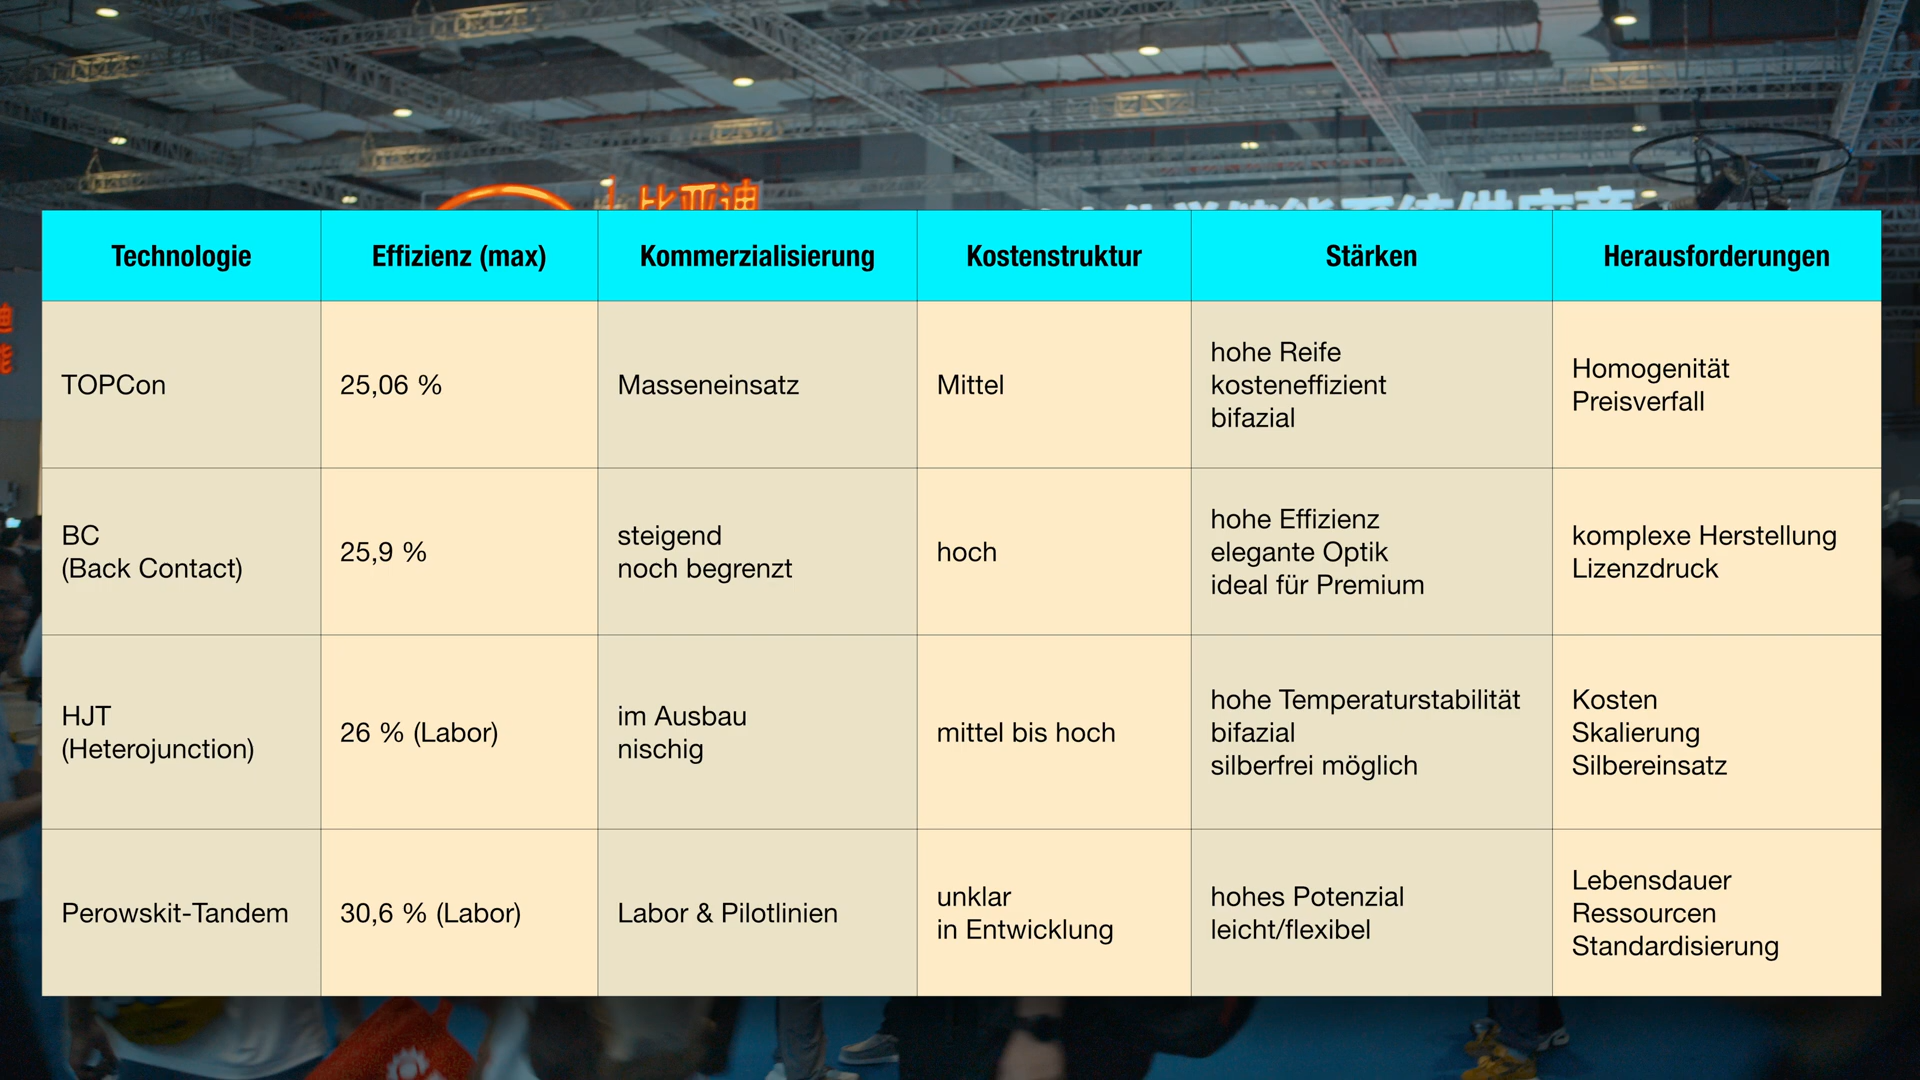 比亚迪
Technologie
Effizienz (max)
Kommerzialisierung
Kostenstruktur
Stärken
Herausforderungen
TOPCon
25,06 %
Masseneinsatz
Mittel
hohe Reife
kosteneffizient
bifazial
Homogenität
Preisverfall
BC
(Back Contact)
25,9 %
steigend
noch begrenzt
hoch
hohe Effizienz
elegante Optik
ideal für Premium
komplexe Herstellung
Lizenzdruck
HJT
(Heterojunction)
26 % (Labor)
im Ausbau
nischig
mittel bis hoch
hohe Temperaturstabilität
bifazial
silberfrei möglich
Kosten
Skalierung
Silbereinsatz
Perowskit-Tandem
30,6 % (Labor)
Labor & Pilotlinien
unklar
in Entwicklung
hohes Potenzial
leicht/flexibel
Lebensdauer
Ressourcen
Standardisierung